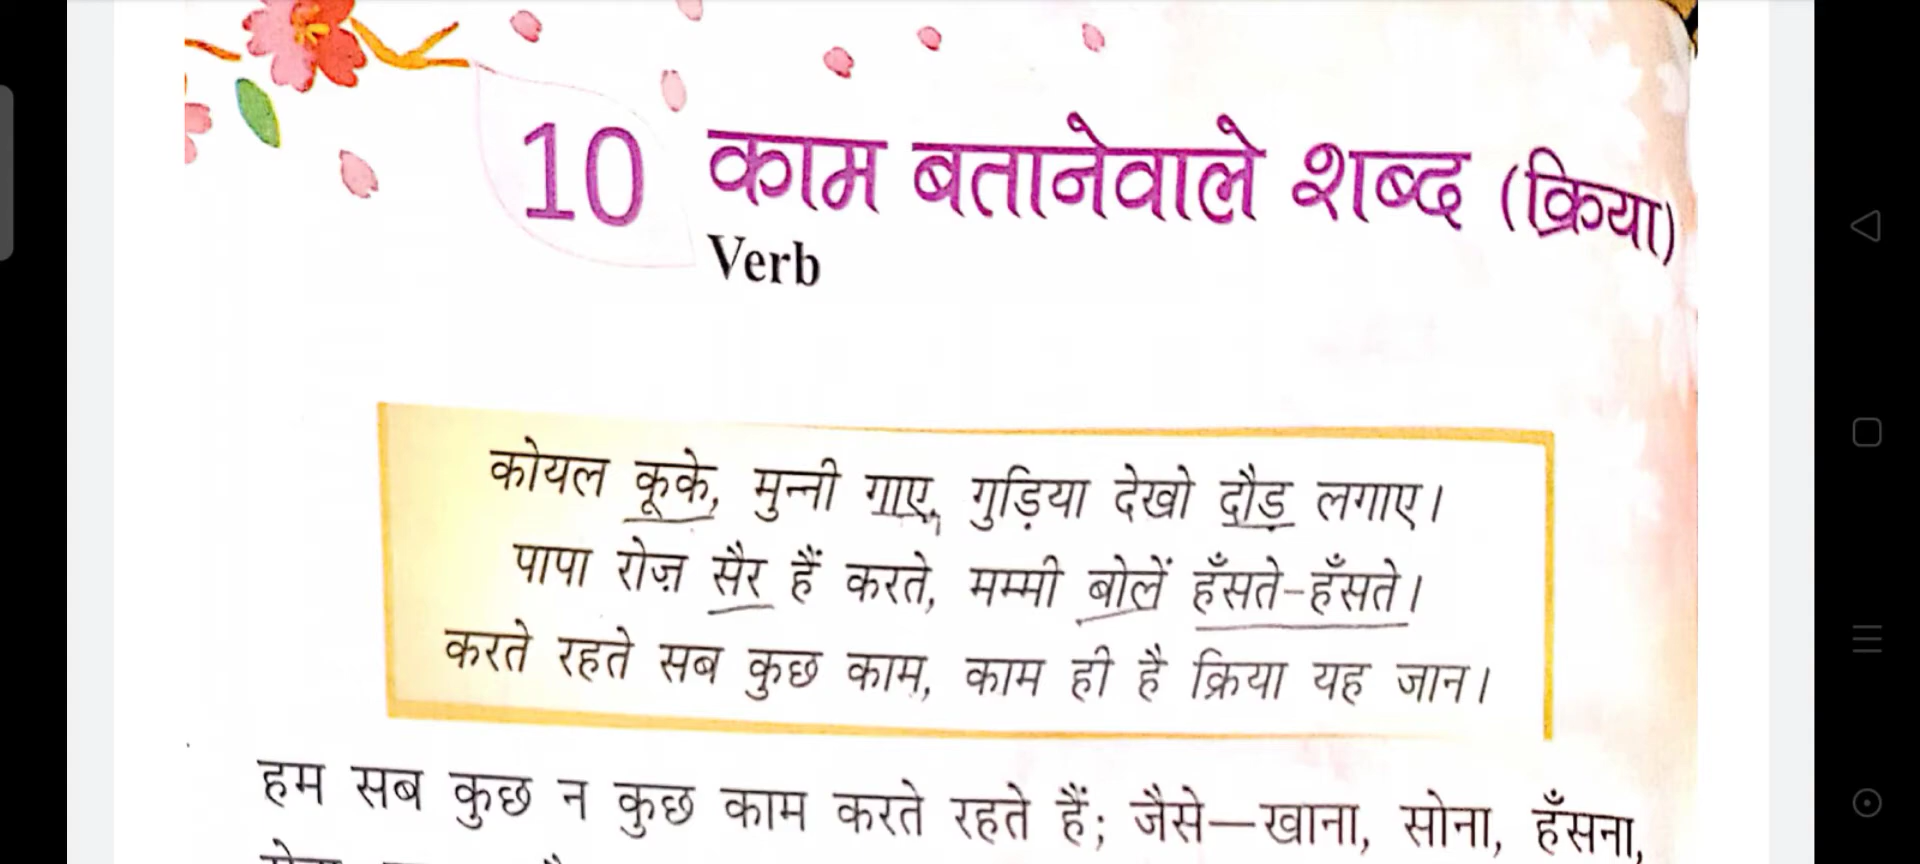 10 काम बतानेवाले शब्द (क्रिया)
Verb
कोयल कूके, मुन्नी गाए, गुड़िया देखो दौड़ लगाए।
पापा रोज़ सैर हैं करते, मम्मी बोलें हँसते-हँसते।
करते रहते सब कुछ काम, काम ही है क्रिया यह जान।
हम सब कुछ न कुछ काम करते रहते हैं; जैसे—खाना, सोना, हँसना,